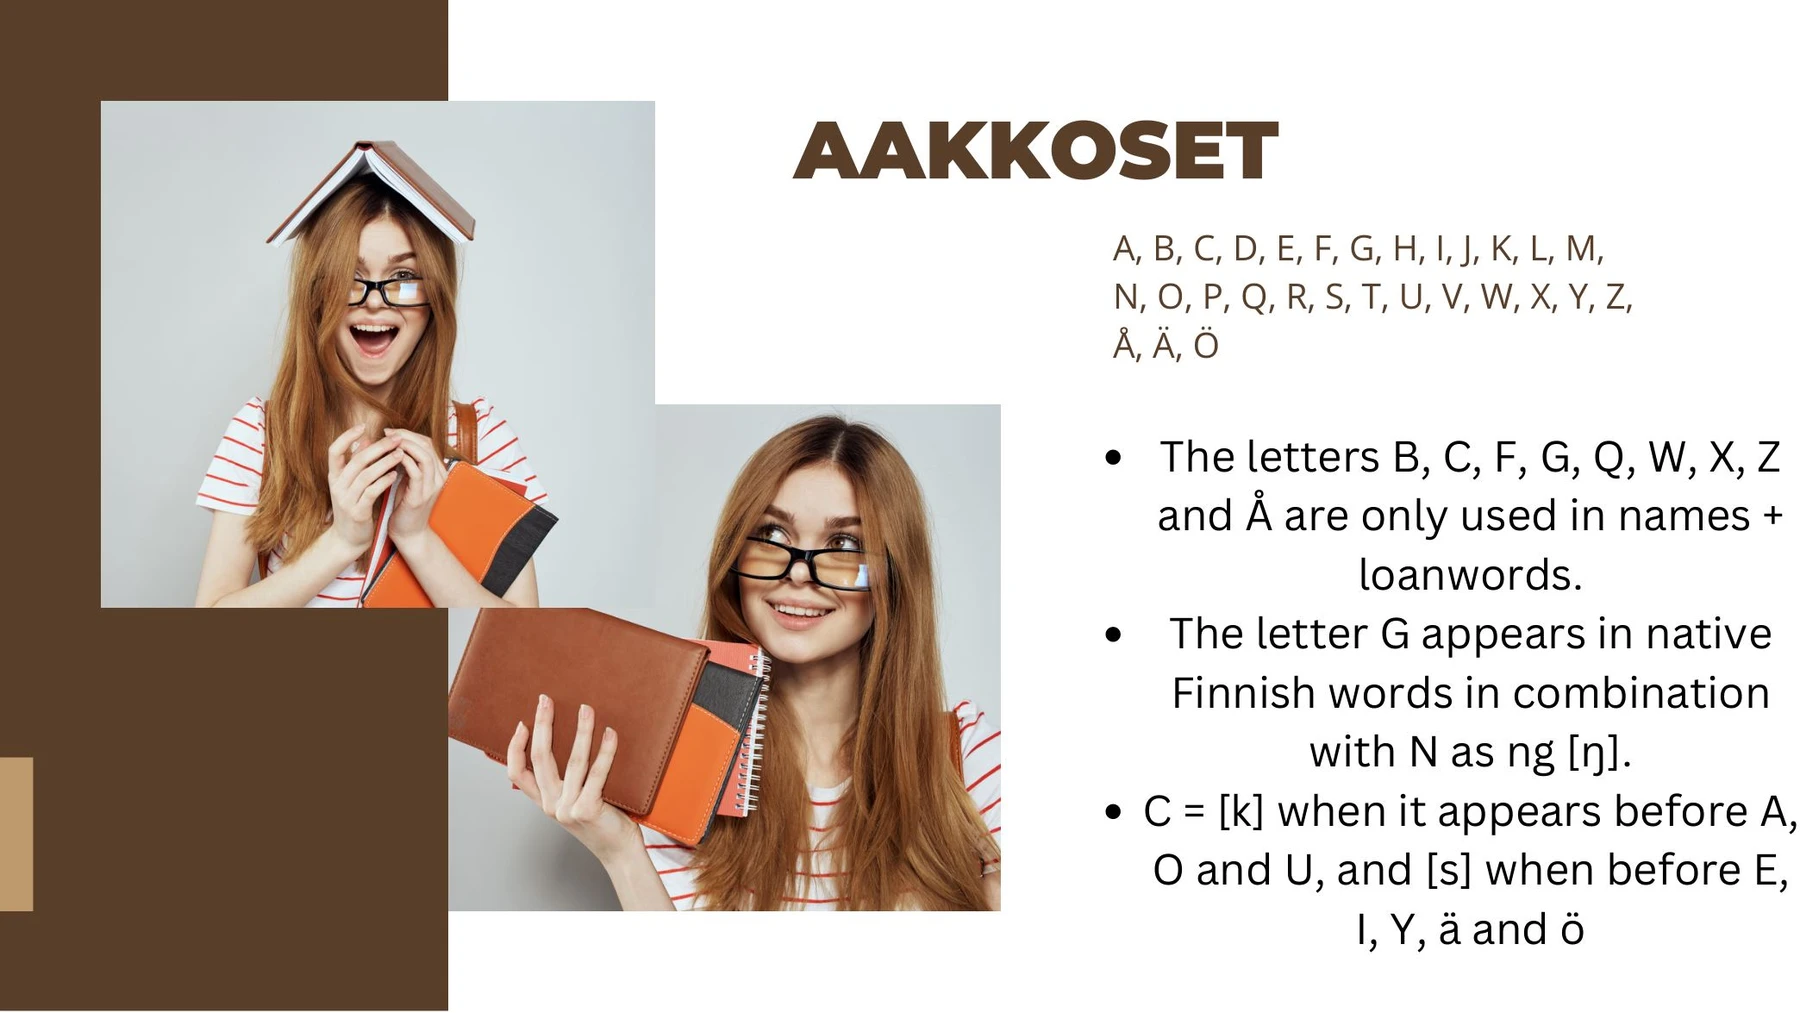 AAKKOSET
A, B, C, D, E, F, G, H, I, J, K, L, M,
N, O, P, Q, R, S, T, U, V, W, X, Y, Z,
Å, Ä, Ö
• The letters B, C, F, G, Q, W, X, Z
and Å are only used in names +
loanwords.
• The letter G appears in native
Finnish words in combination
with N as ng [ŋ].
• C = [k] when it appears before A,
O and U, and [s] when before E,
I, Y, ä and ö